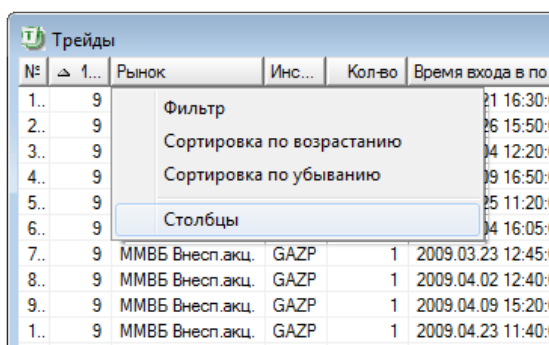 Трейды
№ 1... Рынок Инс... Кол-во Время входа в по
1.. 9 21 16:30:
Фильтр
2.. 9 26 15:50:
3.. 9 Сортировка по возрастанию 04 12:20:
4.. 9 Сортировка по убыванию 09 16:50:
5.. 9 25 11:20:
Столбцы
6.. 9 04 16:05:
7.. 9 ММВБ Внесп.акц. GAZP 1 2009.03.23 12:45:
8.. 9 ММВБ Внесп.акц. GAZP 1 2009.04.02 12:40:
9.. 9 ММВБ Внесп.акц. GAZP 1 2009.04.09 15:20:
1.. 9 ММВБ Внесп.акц. GAZP 1 2009.04.23 11:40: